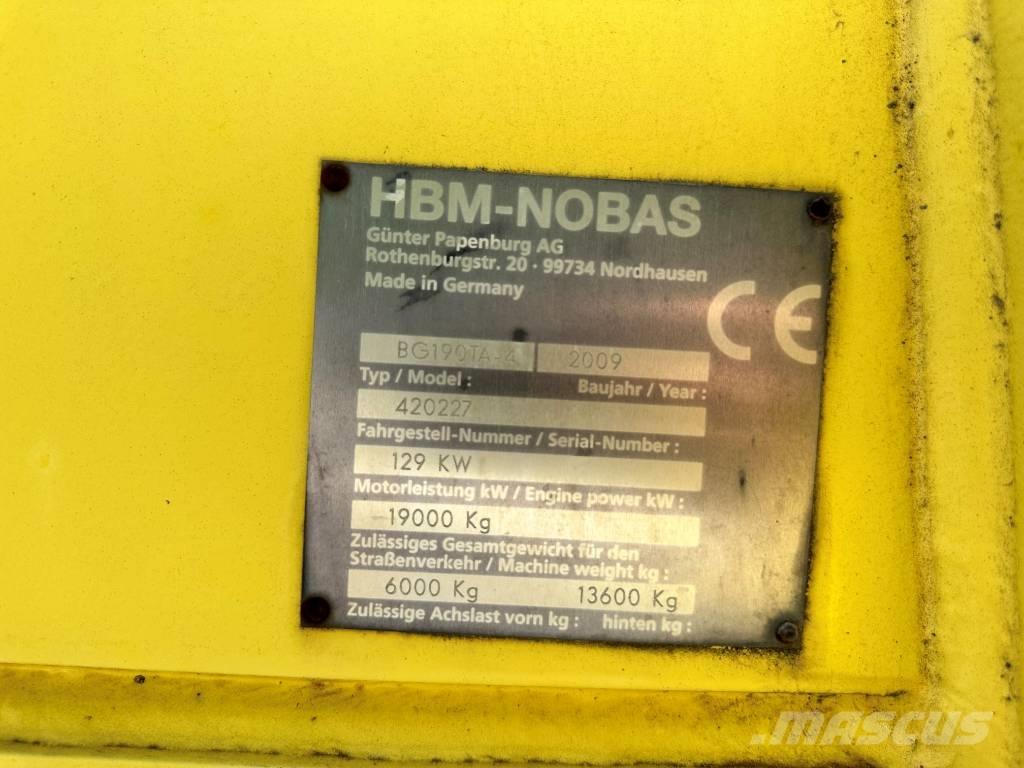 HBM-NOBAS
Günter Papenburg AG
Rothenburgstr. 20 · 99734 Nordhausen
Made in Germany
CE
BG190TA-4 2009
Typ / Model : Baujahr / Year :
420227
Fahrgestell-Nummer / Serial-Number :
129 KW
Motorleistung kW / Engine power kW :
19000 Kg
Zulässiges Gesamtgewicht für den
Straßenverkehr / Machine weight kg :
6000 Kg 13600 Kg
Zulässige Achslast vorn kg : hinten kg :
MASCUS